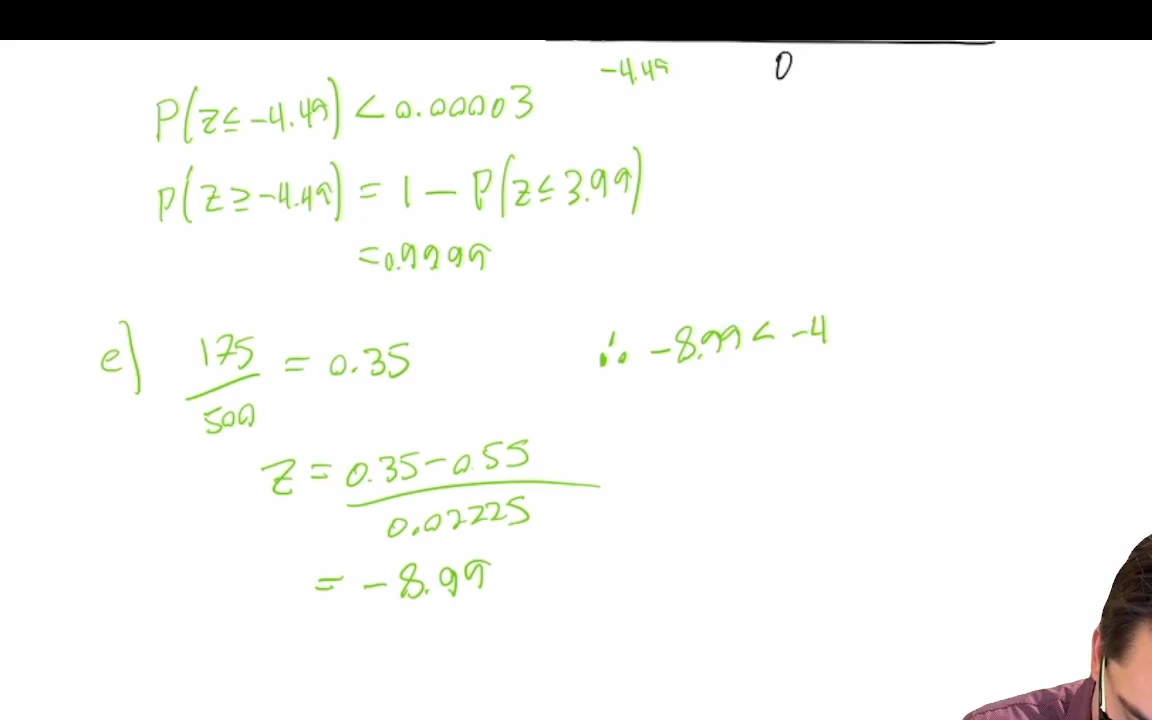 -4.49 0
P(z≤ -4.49) < 0.00003
P(z ≥ -4.49) = 1 - P(z ≤ 3.99)
= 0.9999
e) 175/500 = 0.35 ∴ -8.99 < -4
z = (0.35-0.55)/0.02225
= -8.99